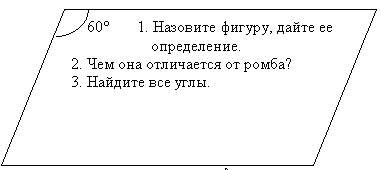 60° 1. Назовите фигуру, дайте ее
определение.
2. Чем она отличается от ромба?
3. Найдите все углы.